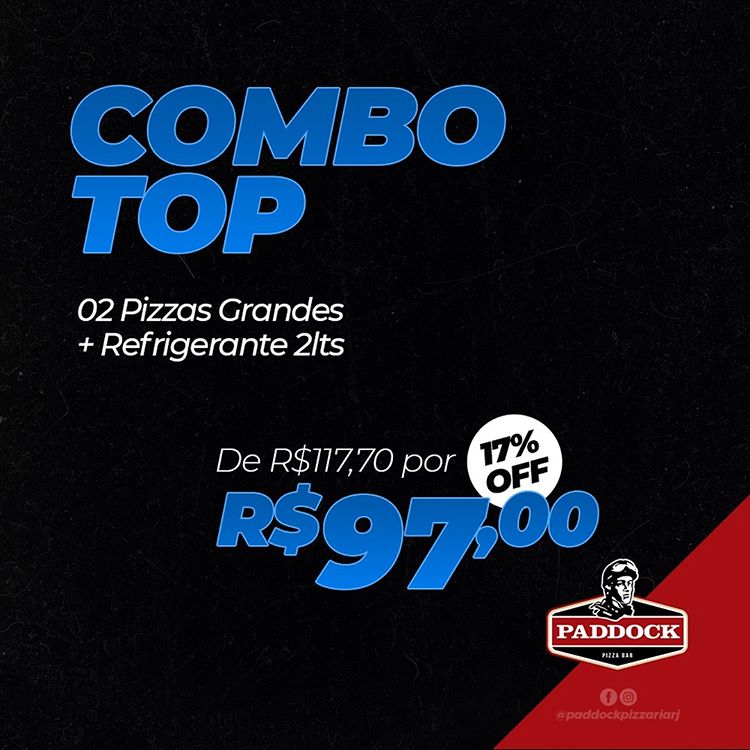 COMBO
TOP
02 Pizzas Grandes
+ Refrigerante 2lts
De R$117,70 por
17%
OFF
R$97,00
PADDOCK
PIZZA BAR
@paddockpizzariarj